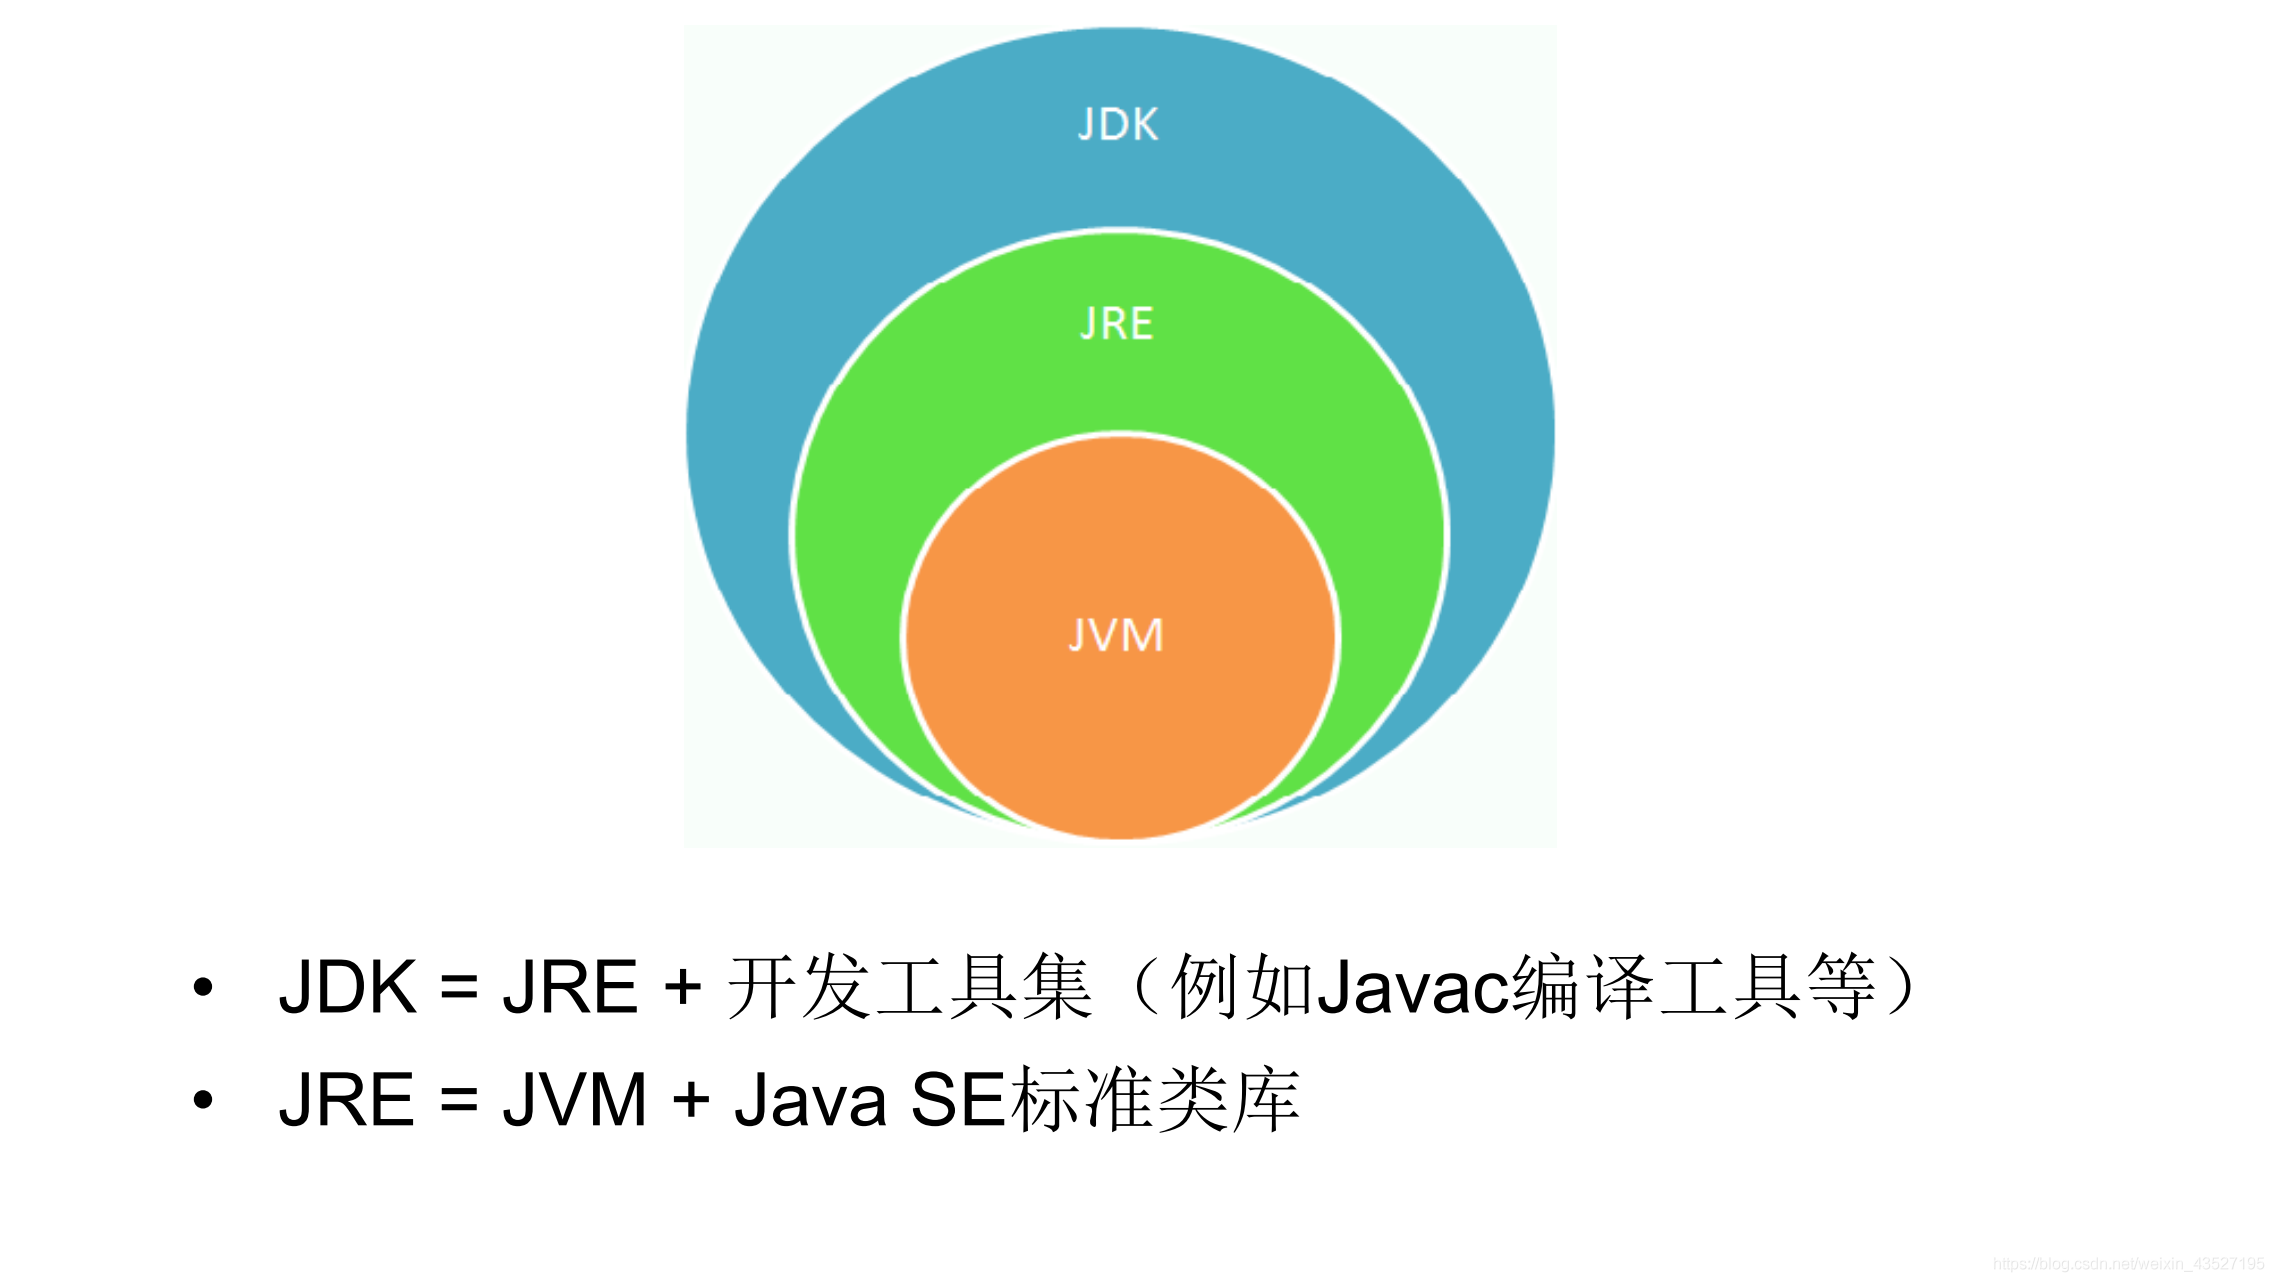 JDK
JRE
JVM
• JDK = JRE + 开发工具集（例如Javac编译工具等）
• JRE = JVM + Java SE标准类库
https://blog.csdn.net/weixin_43527195